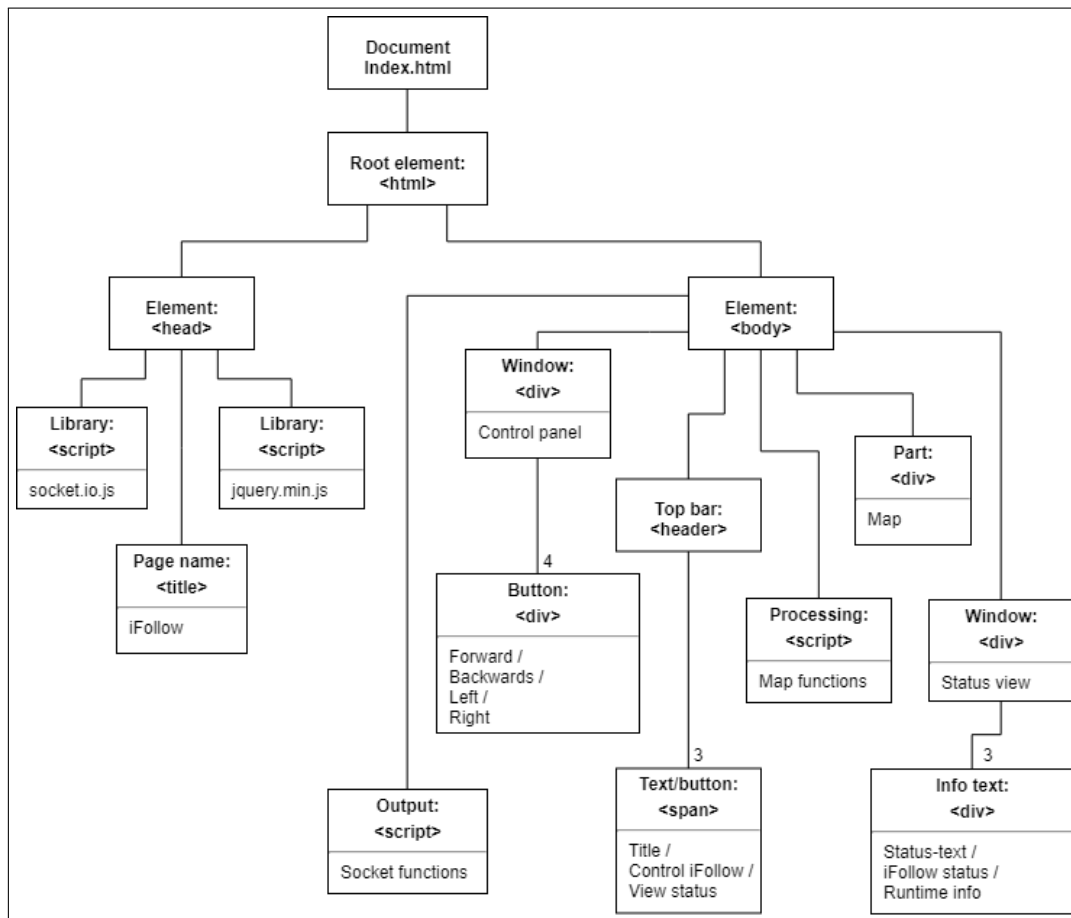 Document
Index.html
Root element:
<html>
Element:
<head>
Element:
<body>
Library:
<script>
socket.io.js
Library:
<script>
jquery.min.js
Page name:
<title>
iFollow
Window:
<div>
Control panel
4
Button:
<div>
Forward /
Backwards /
Left /
Right
Top bar:
<header>
3
Text/button:
<span>
Title /
Control iFollow /
View status
Part:
<div>
Map
Processing:
<script>
Map functions
Window:
<div>
Status view
3
Info text:
<div>
Status-text /
iFollow status /
Runtime info
Output:
<script>
Socket functions